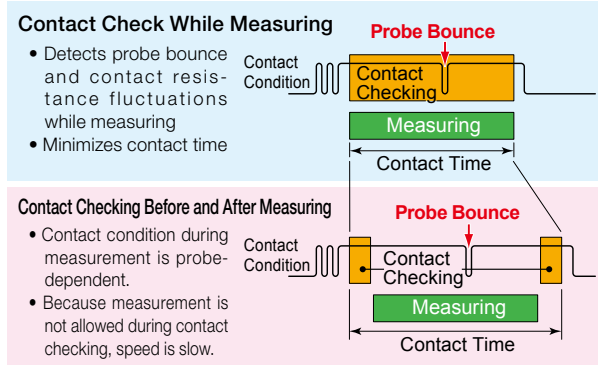 Contact Check While Measuring
• Detects probe bounce
and contact resis-
tance fluctuations
while measuring
• Minimizes contact time
Probe Bounce
Contact
Condition
Contact
Checking
Measuring
Contact Time
Contact Checking Before and After Measuring
• Contact condition during
measurement is probe-
dependent.
• Because measurement is
not allowed during contact
checking, speed is slow.
Probe Bounce
Contact
Condition
Contact
Checking
Measuring
Contact Time